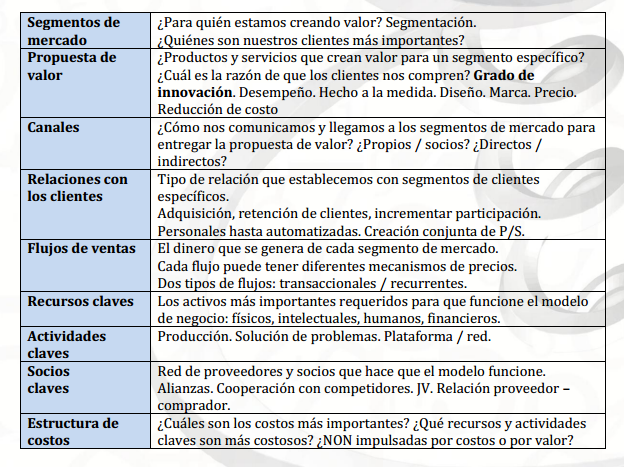 Segmentos de mercado
¿Para quién estamos creando valor? Segmentación.
¿Quiénes son nuestros clientes más importantes?
Propuesta de valor
¿Productos y servicios que crean valor para un segmento específico?
¿Cuál es la razón de que los clientes nos compren? Grado de
innovación. Desempeño. Hecho a la medida. Diseño. Marca. Precio.
Reducción de costo
Canales
¿Cómo nos comunicamos y llegamos a los segmentos de mercado para
entregar la propuesta de valor? ¿Propios / socios? ¿Directos /
indirectos?
Relaciones con los clientes
Tipo de relación que establecemos con segmentos de clientes
específicos.
Adquisición, retención de clientes, incrementar participación.
Personales hasta automatizadas. Creación conjunta de P/S.
Flujos de ventas
El dinero que se genera de cada segmento de mercado.
Cada flujo puede tener diferentes mecanismos de precios.
Dos tipos de flujos: transaccionales / recurrentes.
Recursos claves
Los activos más importantes requeridos para que funcione el modelo
de negocio: físicos, intelectuales, humanos, financieros.
Actividades claves
Producción. Solución de problemas. Plataforma / red.
Socios claves
Red de proveedores y socios que hace que el modelo funcione.
Alianzas. Cooperación con competidores. JV. Relación proveedor –
comprador.
Estructura de costos
¿Cuáles son los costos más importantes? ¿Qué recursos y actividades
claves son más costosos? ¿NON impulsadas por costos o por valor?